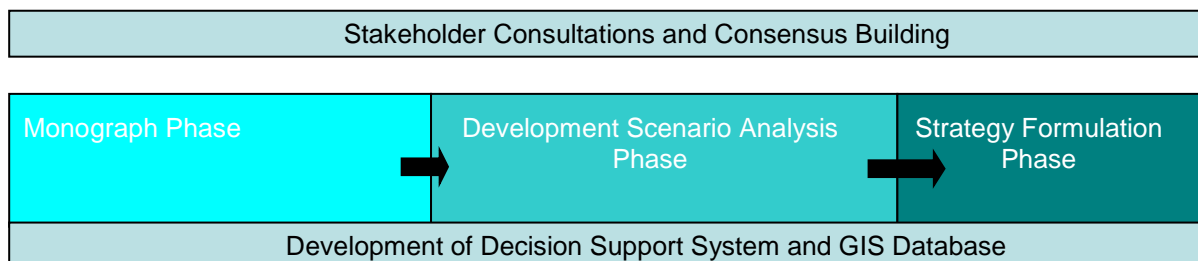 Stakeholder Consultations and Consensus Building
Monograph Phase
Development Scenario Analysis
Phase
Strategy Formulation
Phase
Development of Decision Support System and GIS Database